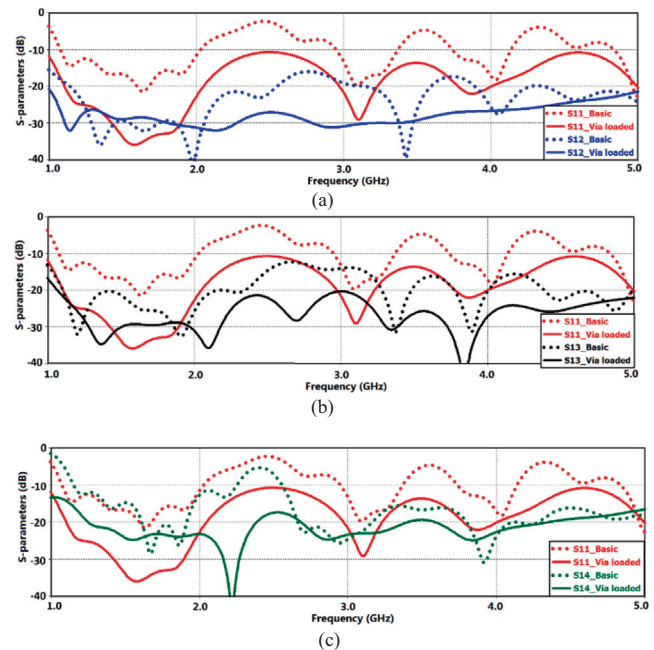 0
-10
-20
-30
-40
S-parameters (dB)
1.0 2.0 3.0 4.0 5.0
Frequency (GHz)
S11_Basic
S11_Via loaded
S12_Basic
S12_Via loaded
(a)
0
-10
-20
-30
-40
S-parameters (dB)
1.0 2.0 3.0 4.0 5.0
Frequency (GHz)
S11_Basic
S11_Via loaded
S13_Basic
S13_Via loaded
(b)
0
-10
-20
-30
-40
S-parameters (dB)
1.0 2.0 3.0 4.0 5.0
Frequency (GHz)
S11_Basic
S11_Via loaded
S14_Basic
S14_Via loaded
(c)